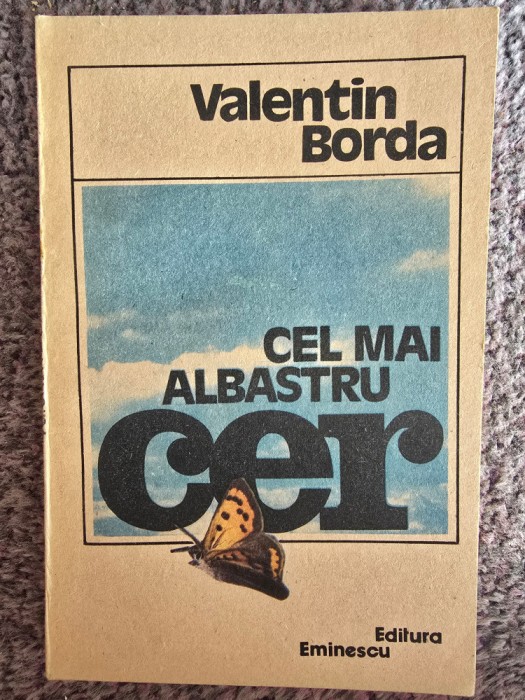 Valentin
Borda
CEL MAI
ALBASTRU
cer
Editura
Eminescu